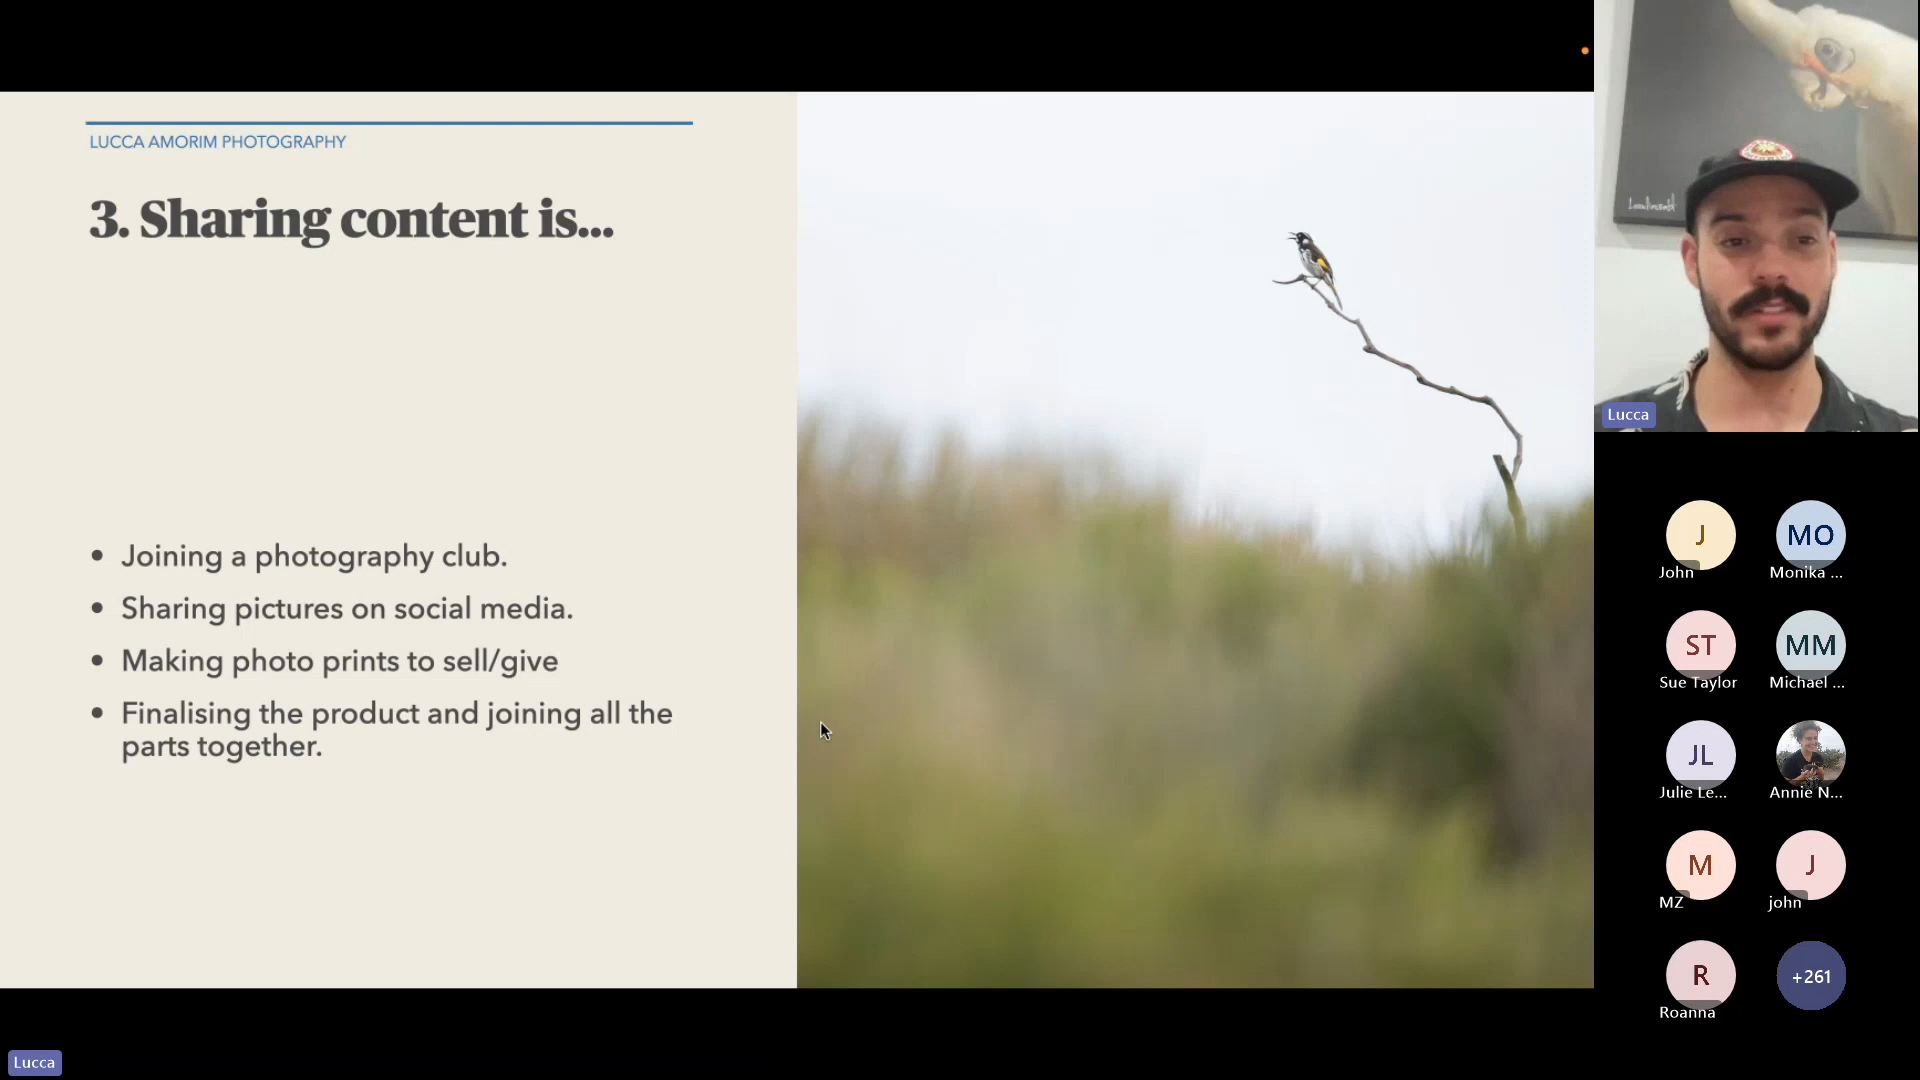 LUCCA AMORIM PHOTOGRAPHY
3. Sharing content is...
• Joining a photography club.
• Sharing pictures on social media.
• Making photo prints to sell/give
• Finalising the product and joining all the
parts together.
Lucca
J
John
MO
Monika ...
ST
Sue Taylor
MM
Michael ...
JL
Julie Le...
Annie N...
M
MZ
J
john
R
Roanna
+261
Lucca